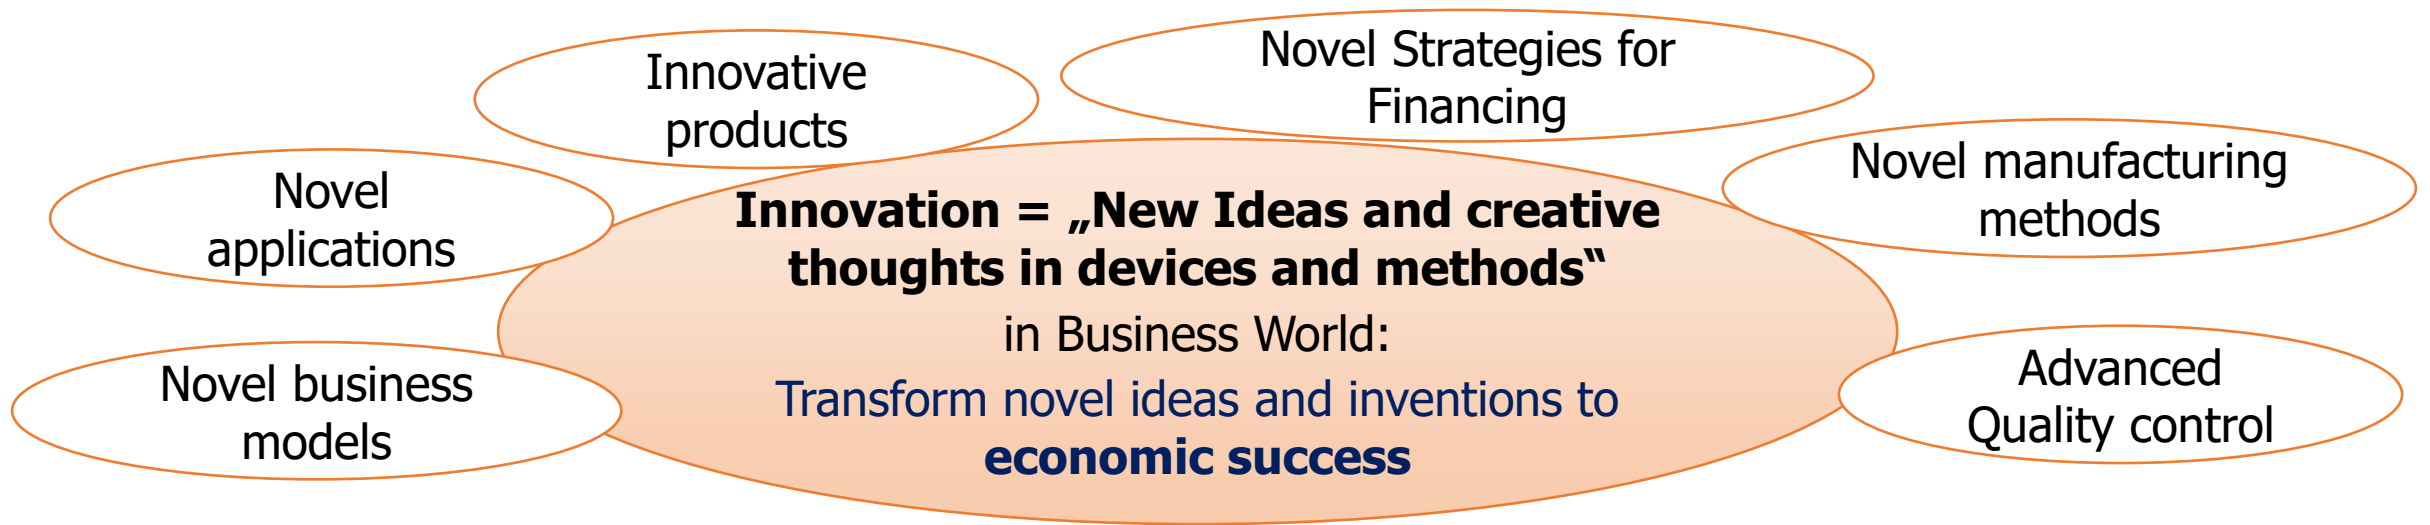 Innovative
products
Novel Strategies for
Financing
Novel
applications
Novel manufacturing
methods
Innovation = „New Ideas and creative
thoughts in devices and methods“
in Business World:
Transform novel ideas and inventions to
economic success
Novel business
models
Advanced
Quality control